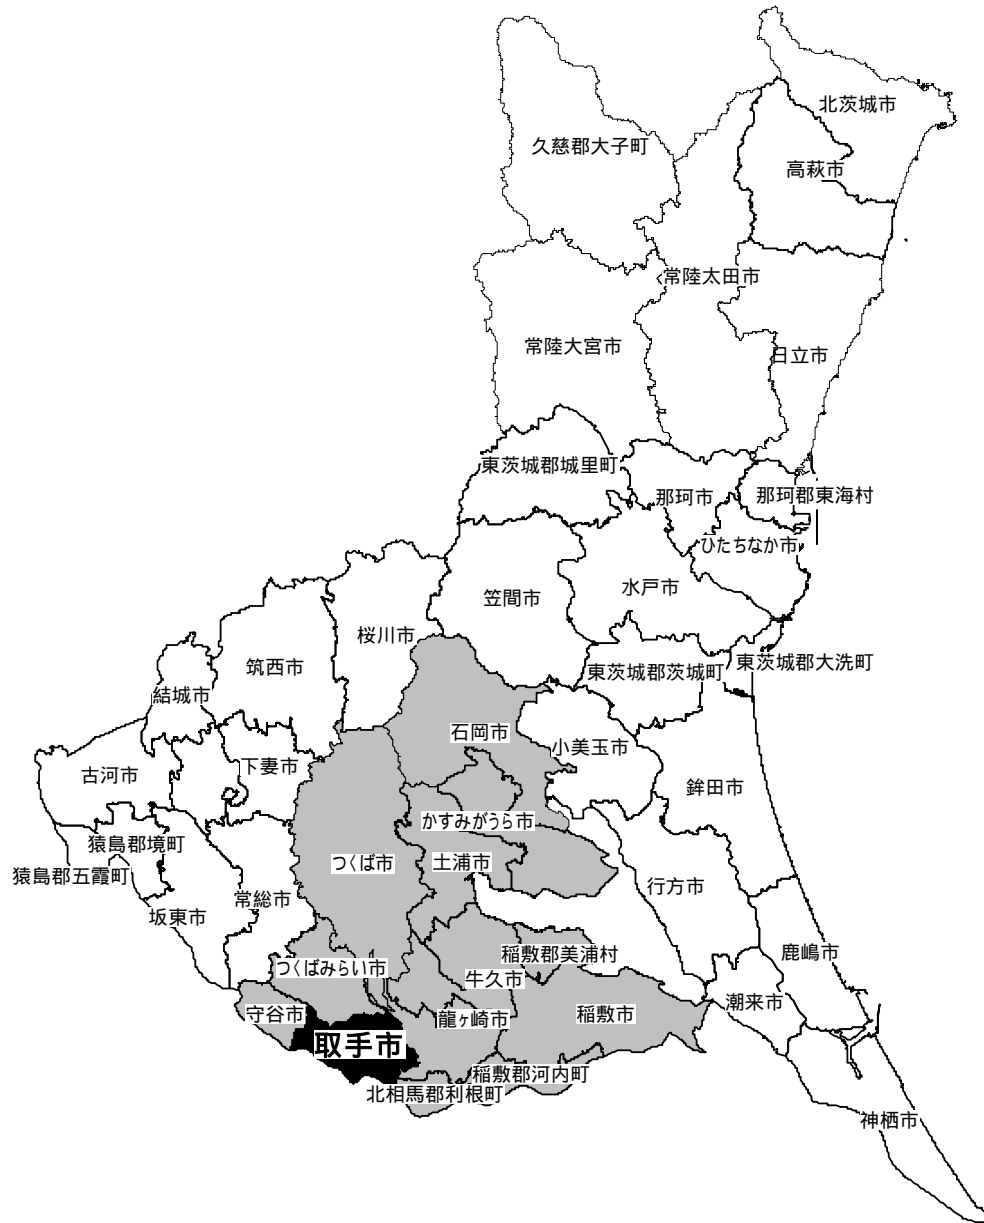 北茨城市
久慈郡大子町
高萩市
常陸太田市
常陸大宮市
日立市
東茨城郡城里町
那珂市
那珂郡東海村
ひたちなか市
水戸市
笠間市
桜川市
筑西市
東茨城郡茨城町
東茨城郡大洗町
結城市
石岡市
小美玉市
下妻市
古河市
鉾田市
かすみがうら市
猿島郡境町
つくば市
土浦市
猿島郡五霞町
行方市
常総市
坂東市
稲敷郡美浦村
鹿嶋市
つくばみらい市
牛久市
潮来市
守谷市
龍ヶ崎市
稲敷市
取手市
稲敷郡河内町
北相馬郡利根町
神栖市